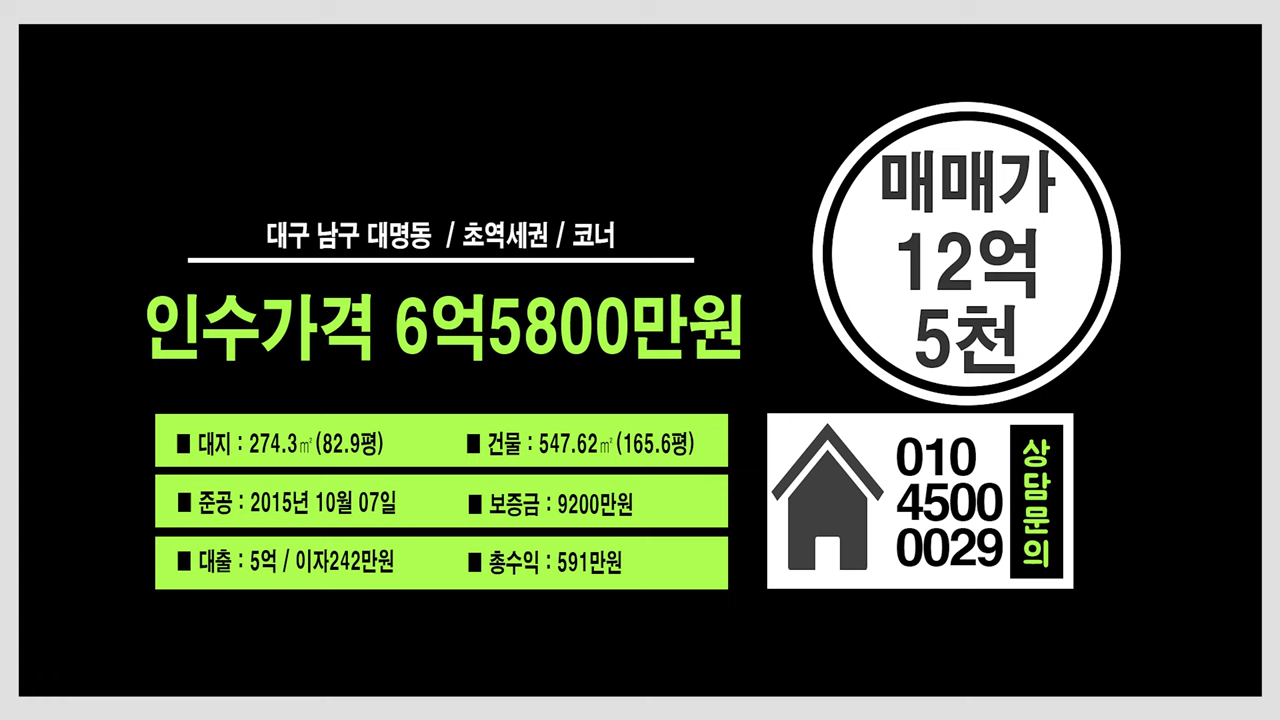 대구 남구 대명동 / 초역세권 / 코너
인수가격 6억5800만원
매매가
12억
5천
■ 대지 : 274.3㎡(82.9평)
■ 건물 : 547.62㎡(165.6평)
■ 준공 : 2015년 10월 07일
■ 보증금 : 9200만원
■ 대출 : 5억 / 이자242만원
■ 총수익 : 591만원
010
4500
0029
상담문의